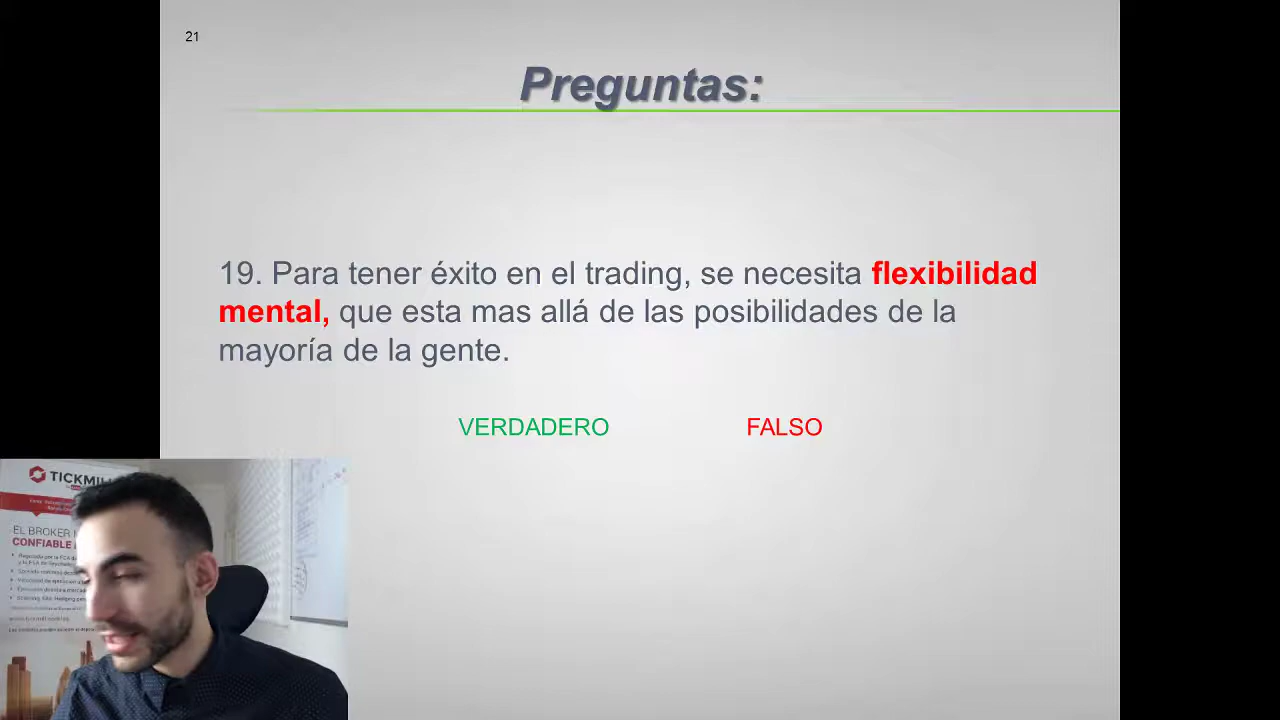 21
Preguntas:
19. Para tener éxito en el trading, se necesita flexibilidad
mental, que esta mas allá de las posibilidades de la
mayoría de la gente.
VERDADERO FALSO
TICKMILL
EL BROKER
CONFIABLE